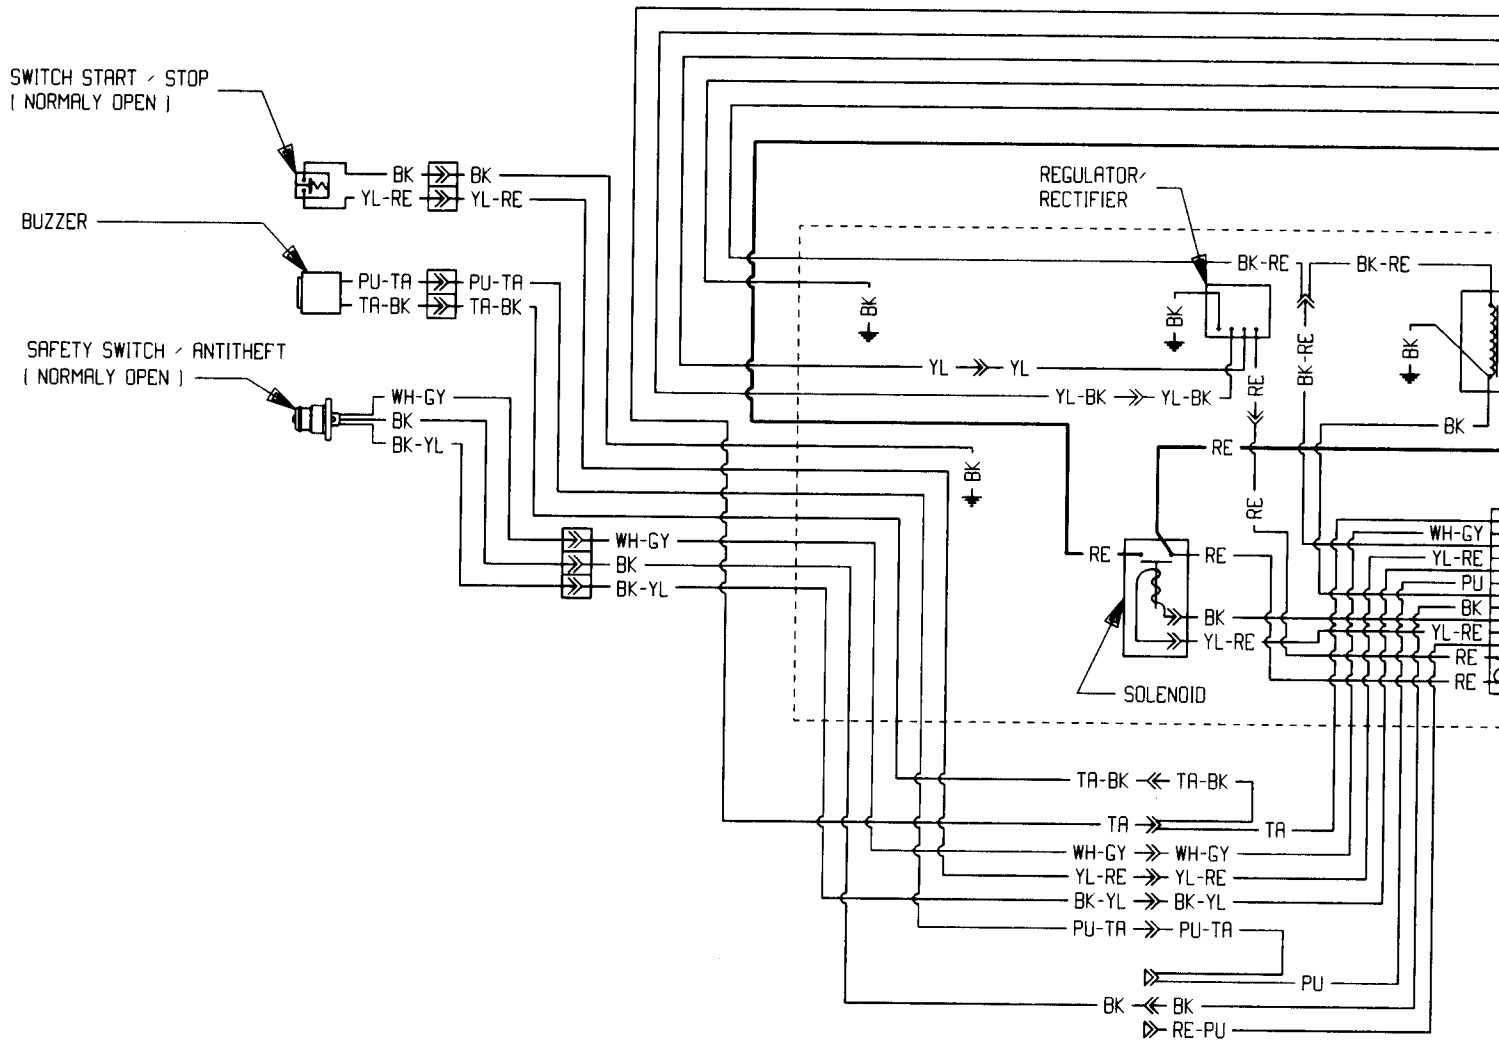 SWITCH START / STOP
( NORMALY OPEN )
BK
BK
YL-RE
YL-RE
BUZZER
PU-TA
PU-TA
TA-BK
TA-BK
SAFETY SWITCH / ANTITHEFT
( NORMALY OPEN )
WH-GY
BK
BK-YL
WH-GY
BK
BK-YL
REGULATOR/
RECTIFIER
BK-RE
BK-RE
BK
BK
BK-RE
BK
YL
YL
RE
YL-BK
YL-BK
BK
RE
BK
RE
WH-GY
RE
RE
YL-RE
PU
BK
BK
YL-RE
YL-RE
RE
RE
SOLENOID
TA-BK
TA-BK
TA
TA
WH-GY
WH-GY
YL-RE
YL-RE
BK-YL
BK-YL
PU-TA
PU-TA
PU
BK
BK
RE-PU